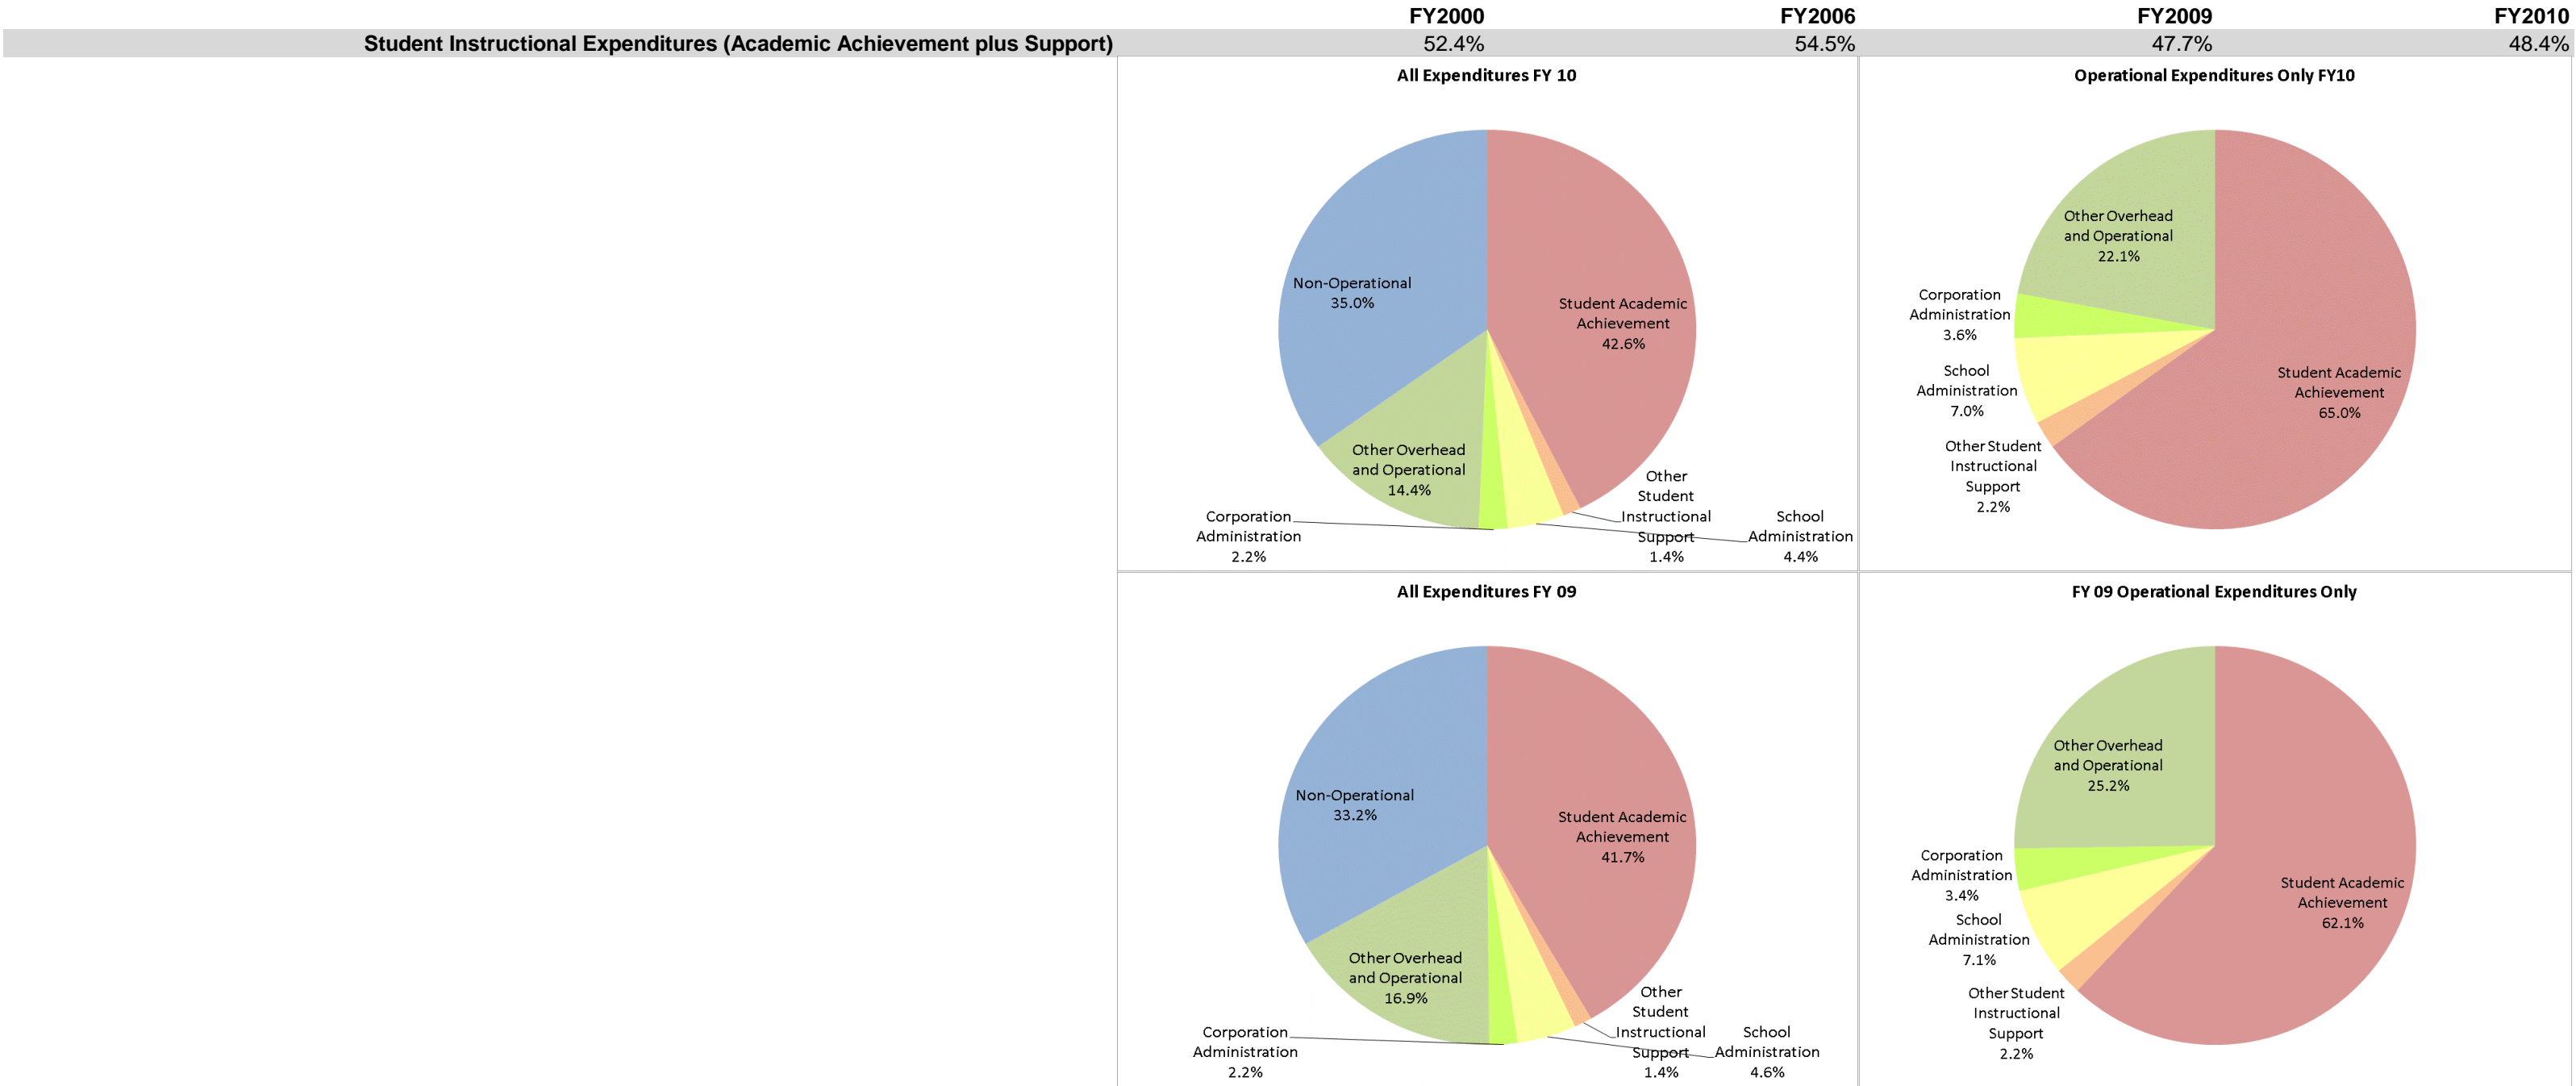 FY2000 FY2006 FY2009 FY2010
Student Instructional Expenditures (Academic Achievement plus Support) 52.4% 54.5% 47.7% 48.4%
All Expenditures FY 10
Non-Operational
35.0%
Student Academic
Achievement
42.6%
Other Overhead
and Operational
14.4%
Corporation
Administration
2.2%
Other
Student
Instructional
Support
1.4%
School
Administration
4.4%
Operational Expenditures Only FY10
Other Overhead
and Operational
22.1%
Corporation
Administration
3.6%
School
Administration
7.0%
Other Student
Instructional
Support
2.2%
Student Academic
Achievement
65.0%
All Expenditures FY 09
Non-Operational
33.2%
Student Academic
Achievement
41.7%
Other Overhead
and Operational
16.9%
Corporation
Administration
2.2%
Other
Student
Instructional
Support
1.4%
School
Administration
4.6%
FY 09 Operational Expenditures Only
Other Overhead
and Operational
25.2%
Corporation
Administration
3.4%
School
Administration
7.1%
Other Student
Instructional
Support
2.2%
Student Academic
Achievement
62.1%